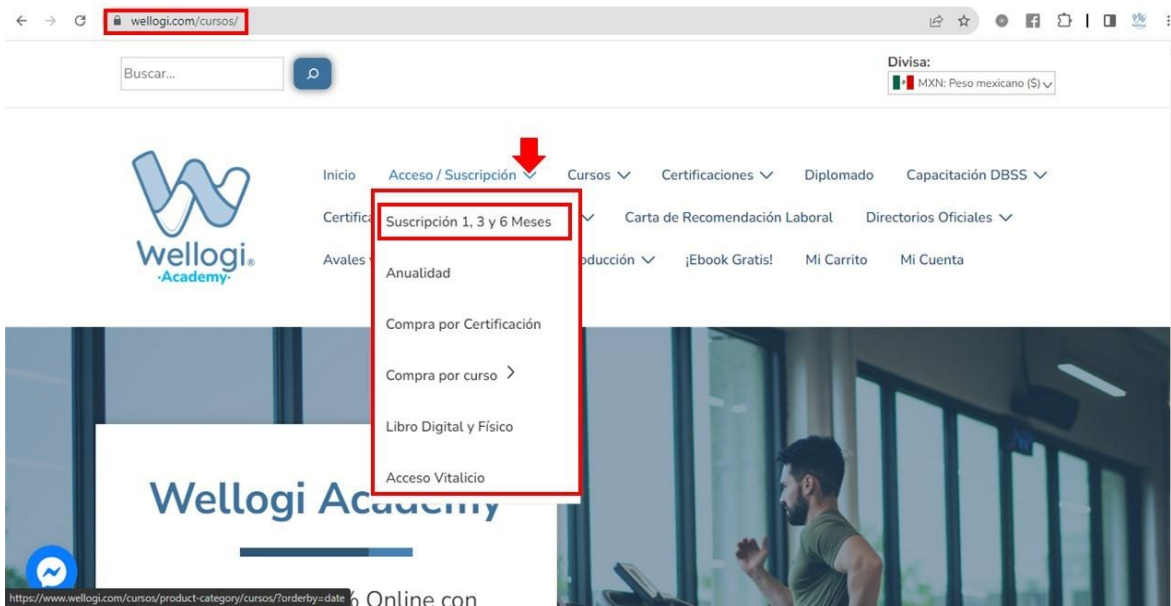 wellogi.com/cursos/
Buscar...
Divisa:
MXN: Peso mexicano ($)
Wellogi®
·Academy·
Inicio Acceso / Suscripción Cursos Certificaciones Diplomado Capacitación DBSS
Carta de Recomendación Laboral Directorios Oficiales
Avales ¡Ebook Gratis! Mi Carrito Mi Cuenta
Suscripción 1, 3 y 6 Meses
Anualidad
Compra por Certificación
Compra por curso
Libro Digital y Físico
Acceso Vitalicio
Wellogi Academy
Online con
https://www.wellogi.com/cursos/product-category/cursos/?orderby=date